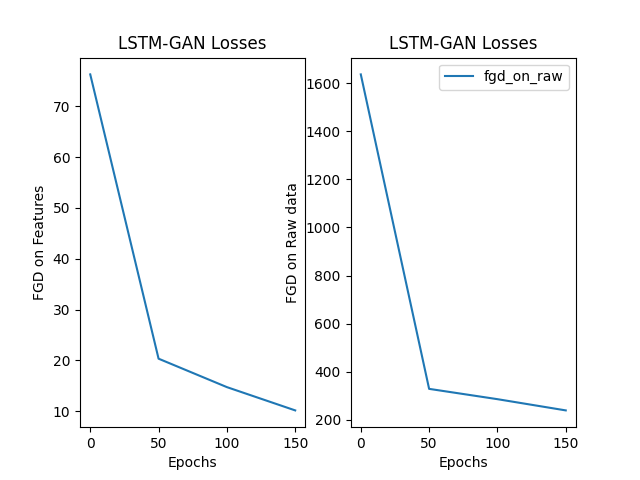 LSTM-GAN Losses
FGD on Features
70
60
50
40
30
20
10
0 50 100 150
Epochs
LSTM-GAN Losses
fgd_on_raw
FGD on Raw data
1600
1400
1200
1000
800
600
400
200
0 50 100 150
Epochs